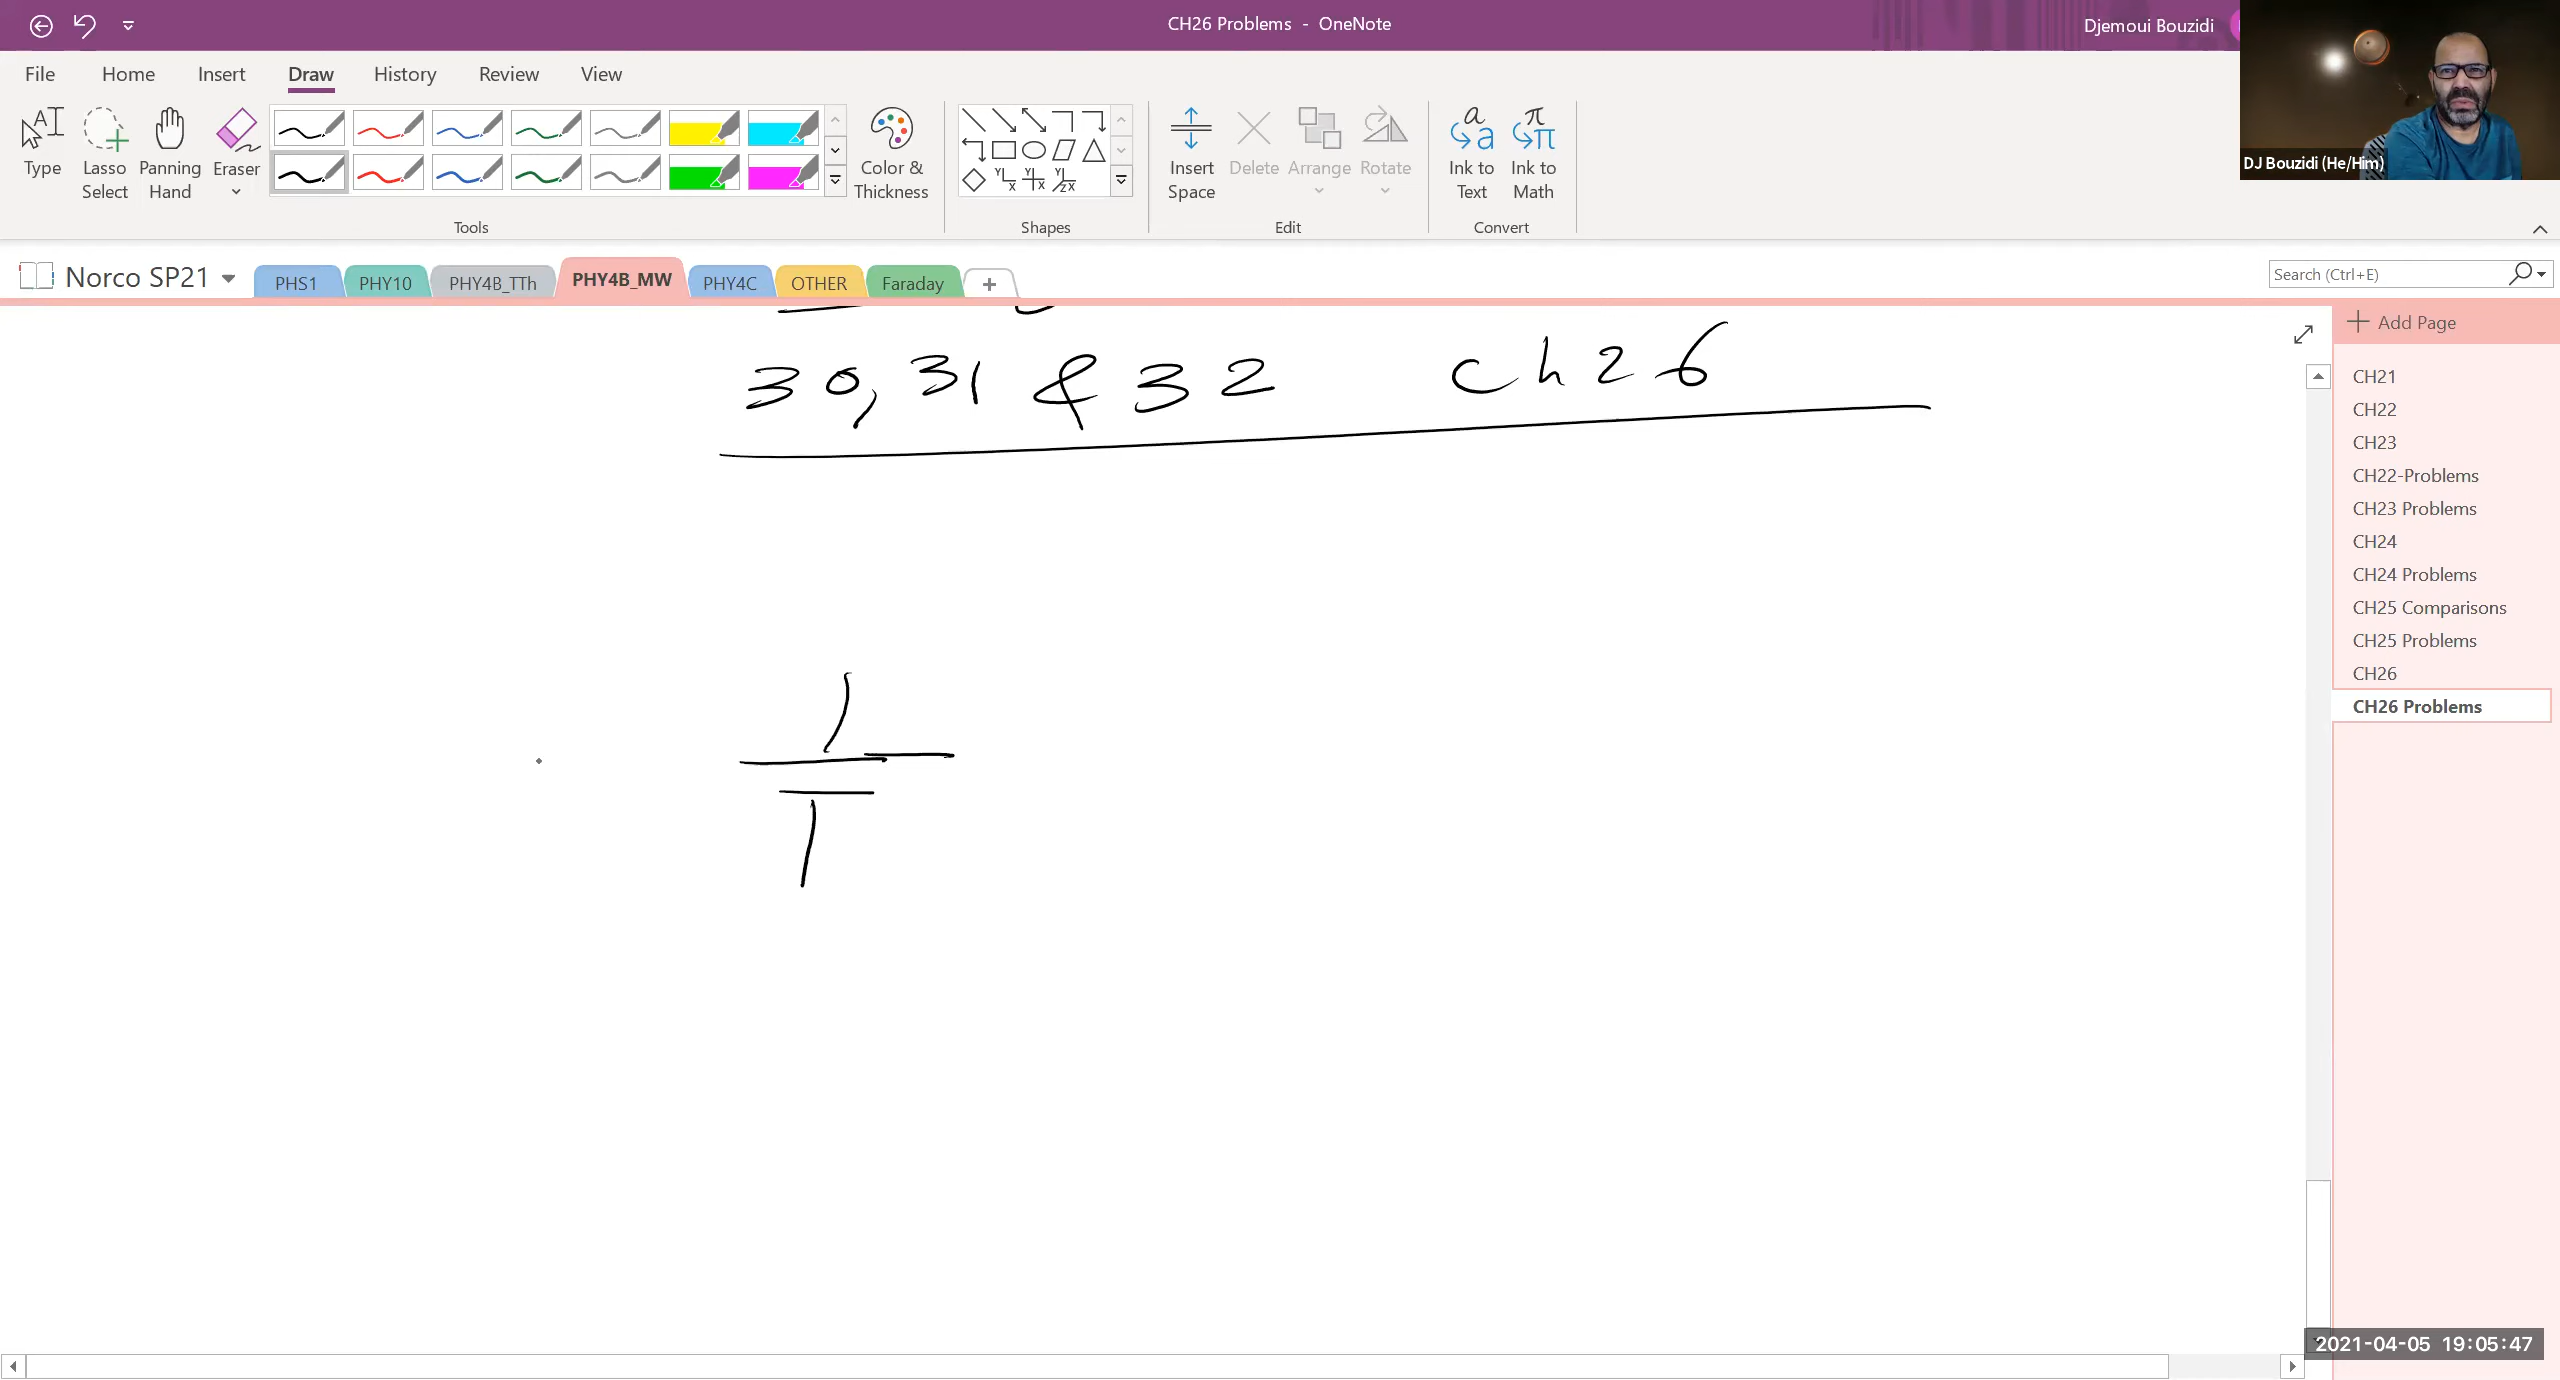 CH26 Problems - OneNote
Djemoui Bouzidi
File Home Insert Draw History Review View
Type
Lasso Select
Panning Hand
Eraser
Color & Thickness
Insert Space
Delete
Arrange
Rotate
Ink to Text
Ink to Math
Tools
Shapes
Edit
Convert
DJ Bouzidi (He/Him)
Norco SP21
PHS1 PHY10 PHY4B_TTh PHY4B_MW PHY4C OTHER Faraday
Search (Ctrl+E)
Add Page
CH21
CH22
CH23
CH22-Problems
CH23 Problems
CH24
CH24 Problems
CH25 Comparisons
CH25 Problems
CH26
CH26 Problems
30, 31 & 32 ch 26
2021-04-05 19:05:47